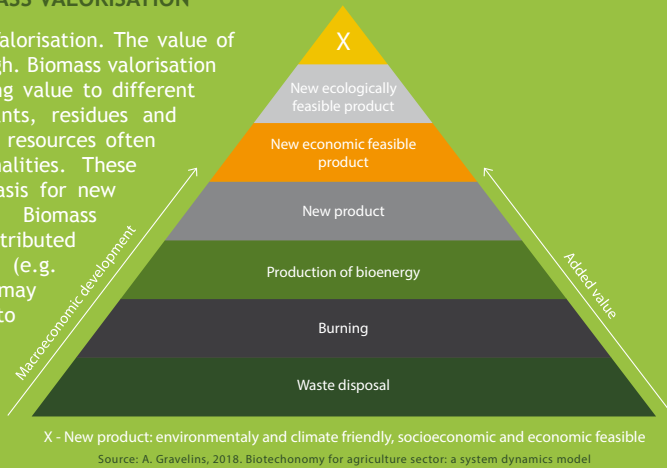 ASS VALORISATION
alorisation. The value of
gh. Biomass valorisation
ng value to different
nts, residues and
resources often
nalities. These
asis for new
Biomass
tributed
(e.g.
may
to
X
New ecologically
feasible product
New economic feasible
product
New product
Production of bioenergy
Burning
Waste disposal
Macroeconomic development
Added value
X - New product: environmentaly and climate friendly, socioeconomic and economic feasible
Source: A. Gravelins, 2018. Biotechonomy for agriculture sector: a system dynamics model